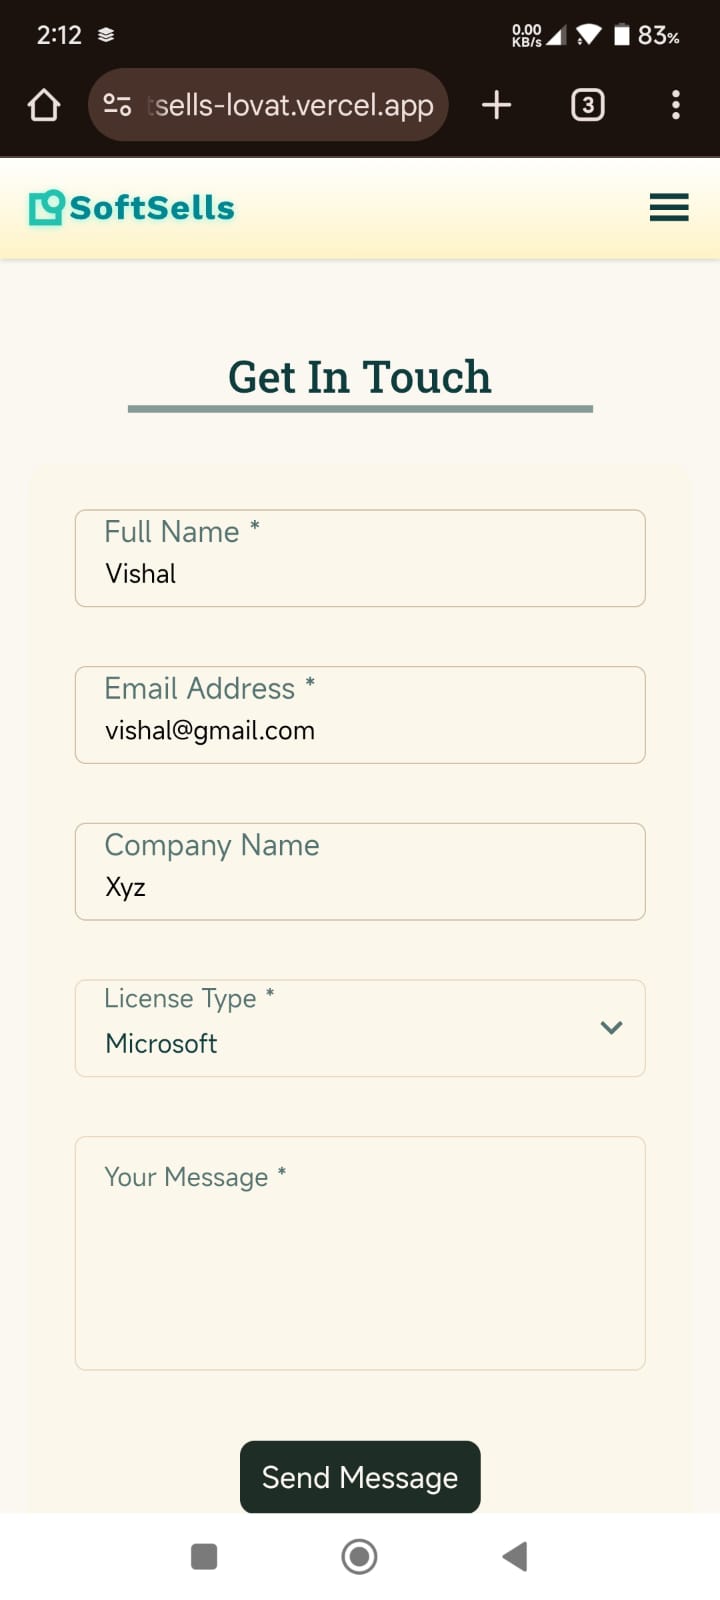 2:12 0.00 KB/s 83%
tsells-lovat.vercel.app 3
SoftSells
Get In Touch
Full Name *
Vishal
Email Address *
vishal@gmail.com
Company Name
Xyz
License Type *
Microsoft
Your Message *
Send Message